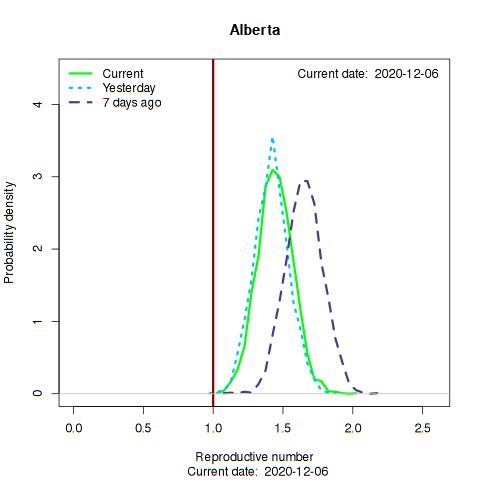 Alberta
Current
Yesterday
7 days ago
Current date: 2020-12-06
Probability density
4
3
2
1
0
0.0 0.5 1.0 1.5 2.0 2.5
Reproductive number
Current date: 2020-12-06